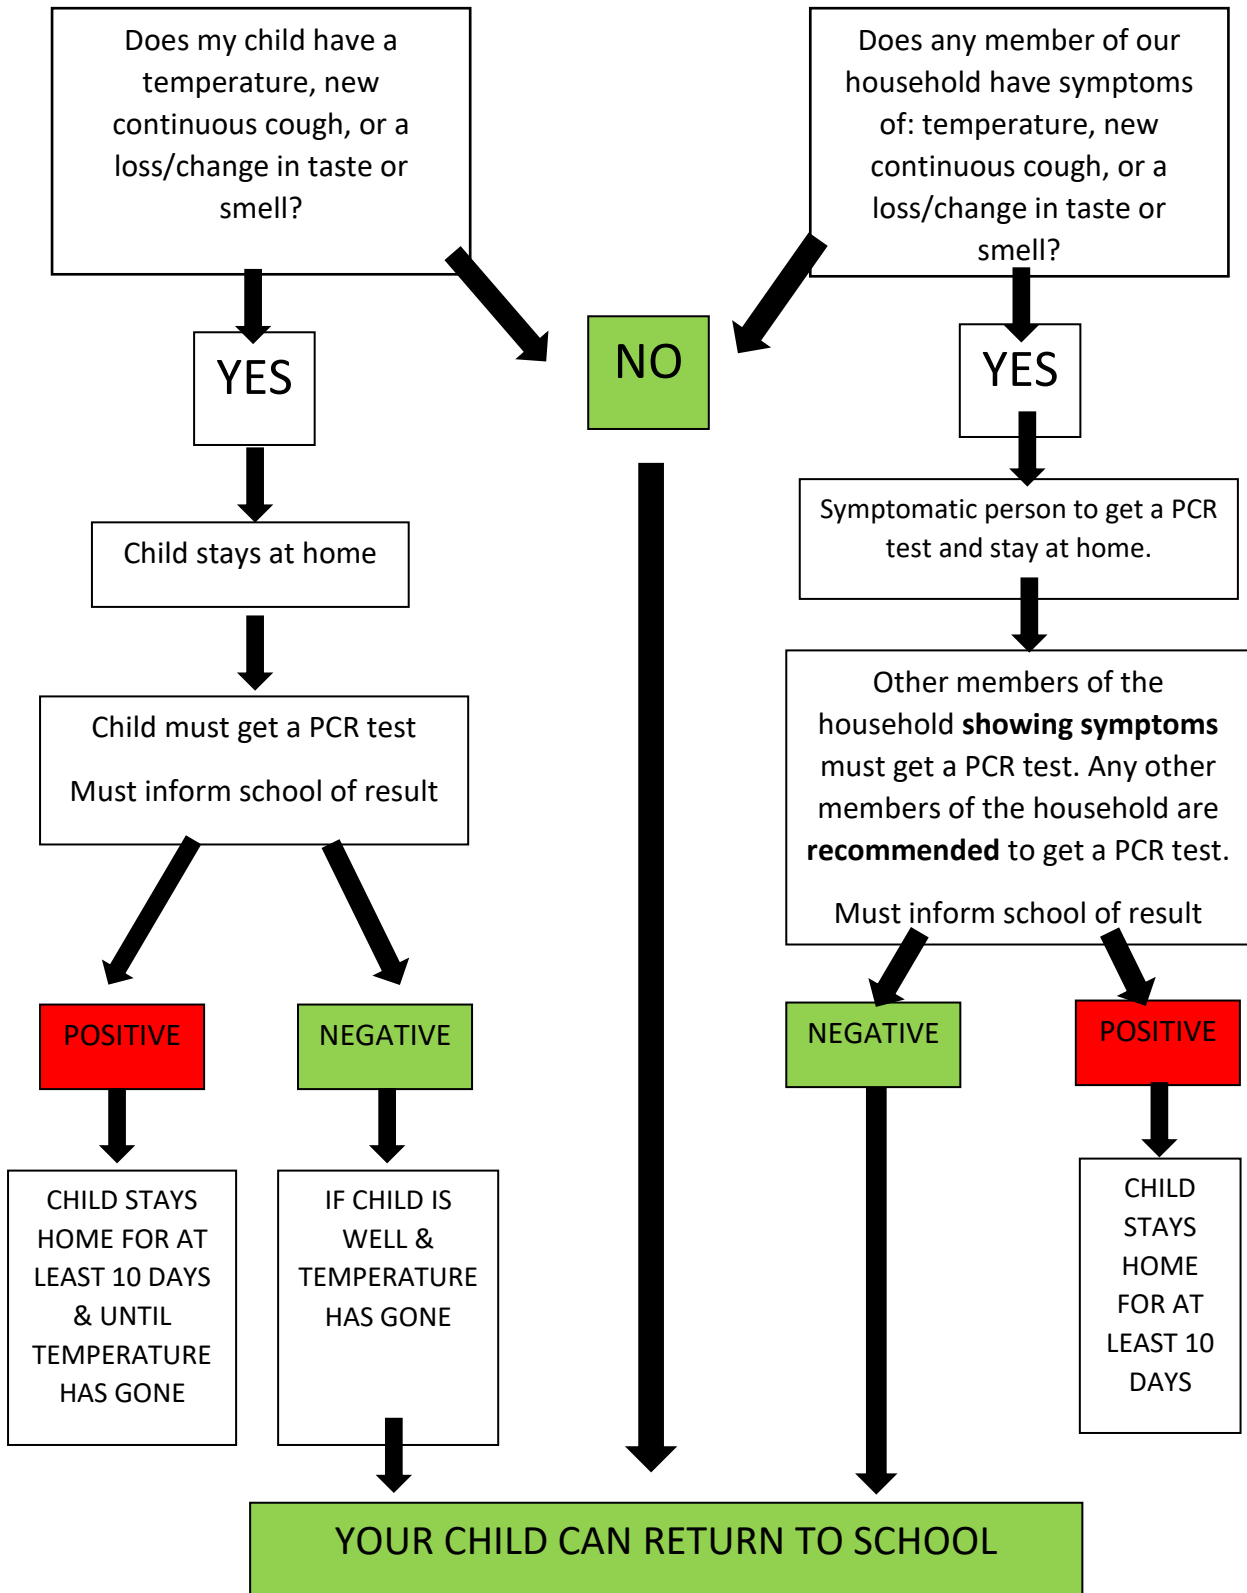 Does my child have a
temperature, new
continuous cough, or a
loss/change in taste or
smell?
Does any member of our
household have symptoms
of: temperature, new
continuous cough, or a
loss/change in taste or
smell?
YES
NO
YES
Child stays at home
Symptomatic person to get a PCR
test and stay at home.
Child must get a PCR test
Must inform school of result
Other members of the
household showing symptoms
must get a PCR test. Any other
members of the household are
recommended to get a PCR test.
Must inform school of result
POSITIVE
NEGATIVE
NEGATIVE
POSITIVE
CHILD STAYS
HOME FOR AT
LEAST 10 DAYS
& UNTIL
TEMPERATURE
HAS GONE
IF CHILD IS
WELL &
TEMPERATURE
HAS GONE
CHILD
STAYS
HOME
FOR AT
LEAST 10
DAYS
YOUR CHILD CAN RETURN TO SCHOOL